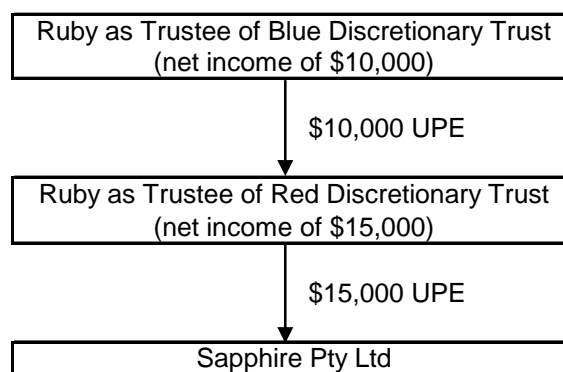 Ruby as Trustee of Blue Discretionary Trust
(net income of $10,000)
$10,000 UPE
Ruby as Trustee of Red Discretionary Trust
(net income of $15,000)
$15,000 UPE
Sapphire Pty Ltd